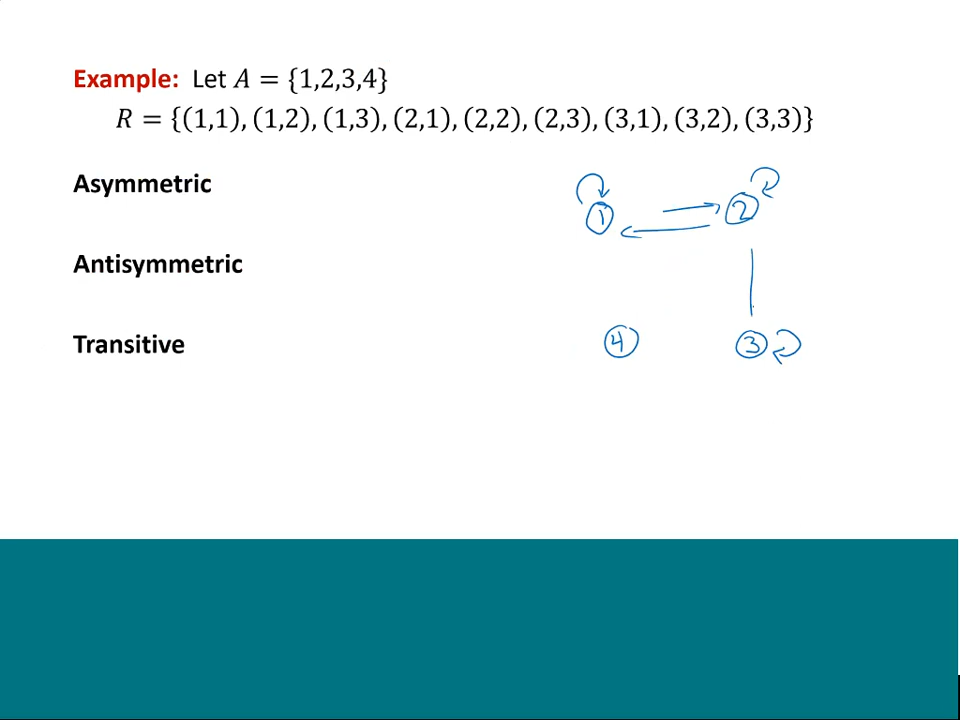 Example: Let A = {1,2,3,4}
R = {(1,1), (1,2), (1,3), (2,1), (2,2), (2,3), (3,1), (3,2), (3,3)}
Asymmetric
1 2
Antisymmetric
Transitive
4 3